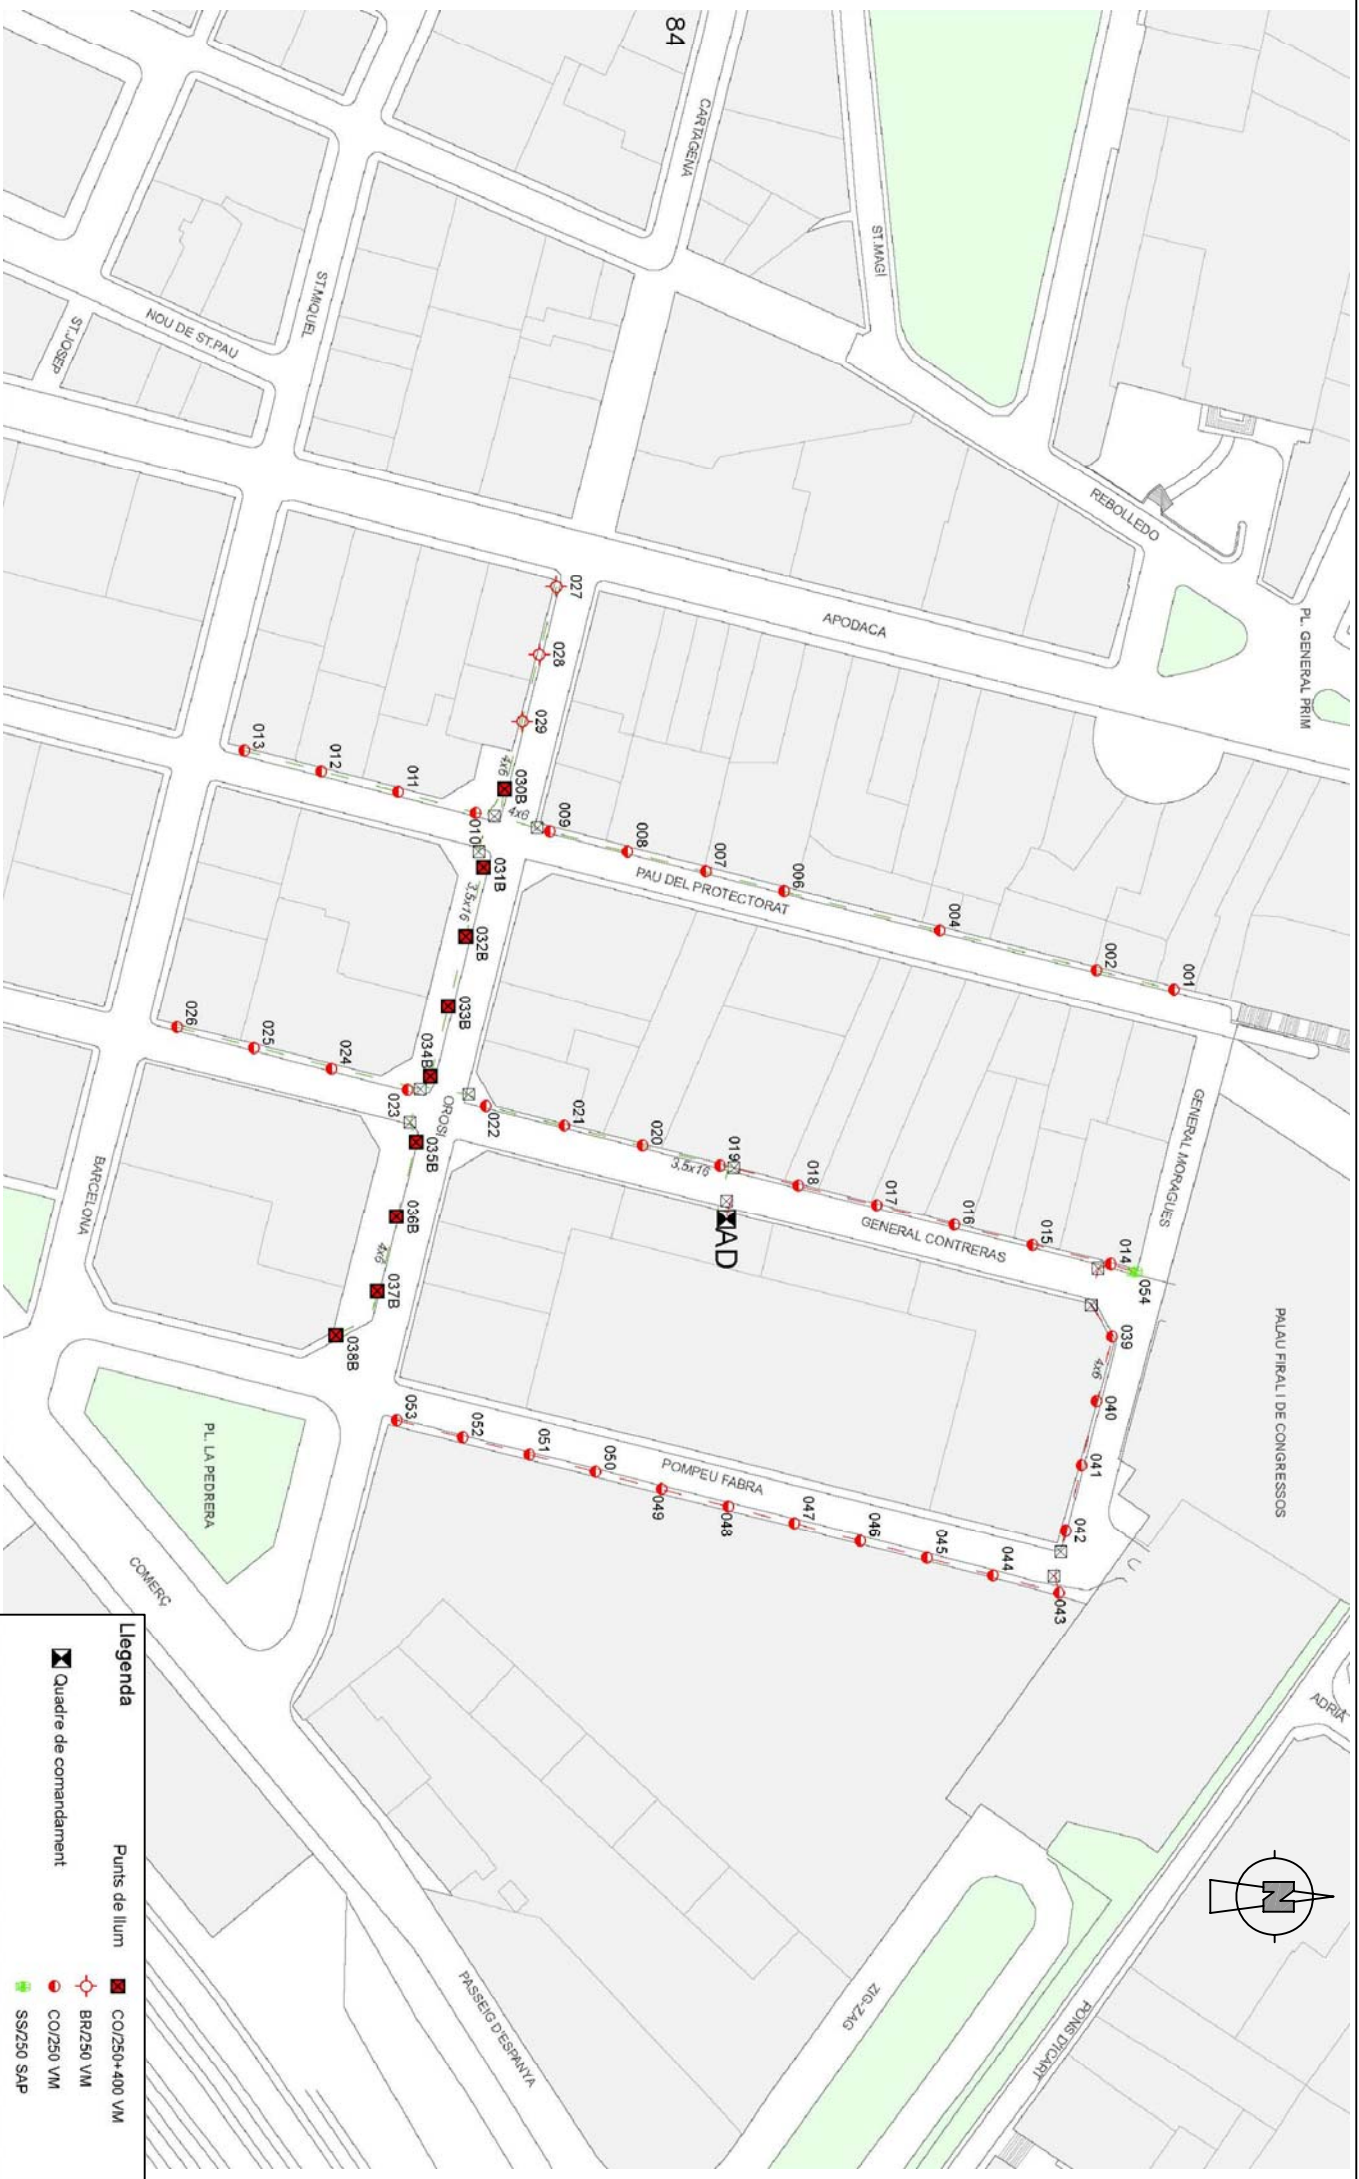 84
CARTAGENA
ST.MAGÍ
REBOLLEDO
PL. GENERAL PRIM
ST.MIQUEL
NOU DE ST.PAU
ST.JOSEP
APODACA
027
028
029
4x6
030B
4x6
013
012
011
010
009
008
007
006
004
002
001
PAU DEL PROTECTORAT
031B
3,5x16
032B
033B
034B
OROSI
026
025
024
023
022
021
020
3,5x16
019
018
017
016
015
014
054
GENERAL MORAGUES
GENERAL CONTRERAS
AD
035B
036B
4x6
037B
038B
BARCELONA
039
4x6
040
041
042
PALAU FIRAL I DE CONGRESSOS
053
052
051
050
049
048
047
046
045
044
043
POMPEU FABRA
PL. LA PEDRERA
COMERÇ
PASSEIG D'ESPANYA
ZIG-ZAG
PONS D'ICART
ADRIÀ
N
Llegenda
Quadre de comandament
Punts de llum
CO/250+400 VM
BR/250 VM
CO/250 VM
SS/250 SAP